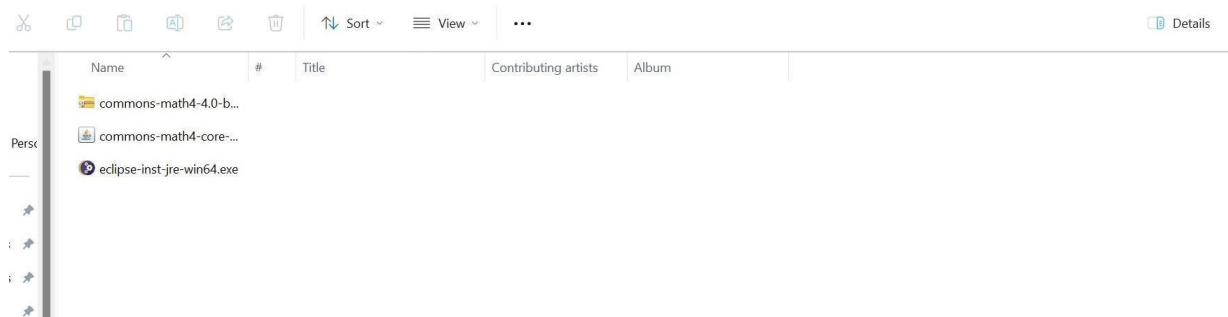 Sort View ... Details
Name # Title Contributing artists Album
commons-math4-4.0-b...
commons-math4-core-...
Perso
eclipse-inst-jre-win64.exe